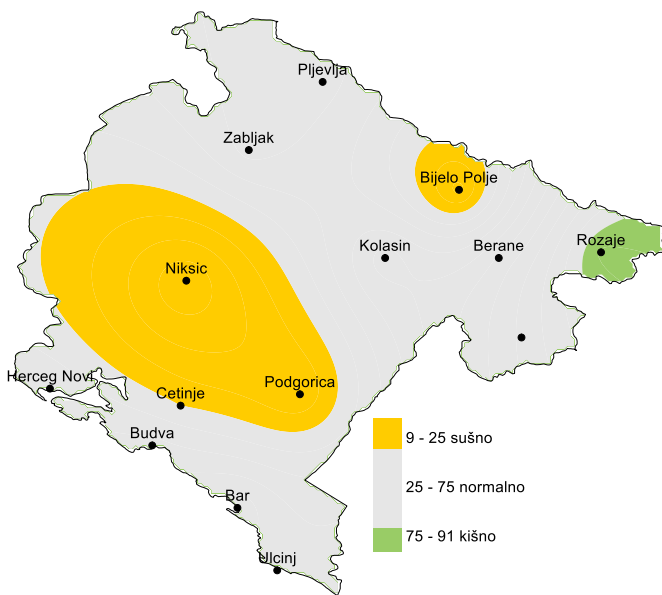 Pljevlja
Zabljak
Bijelo Polje
Rozaje
Kolasin
Berane
Niksic
Herceg Novi
Podgorica
Cetinje
Budva
Bar
Ulcinj
9 - 25 sušno
25 - 75 normalno
75 - 91 kišno